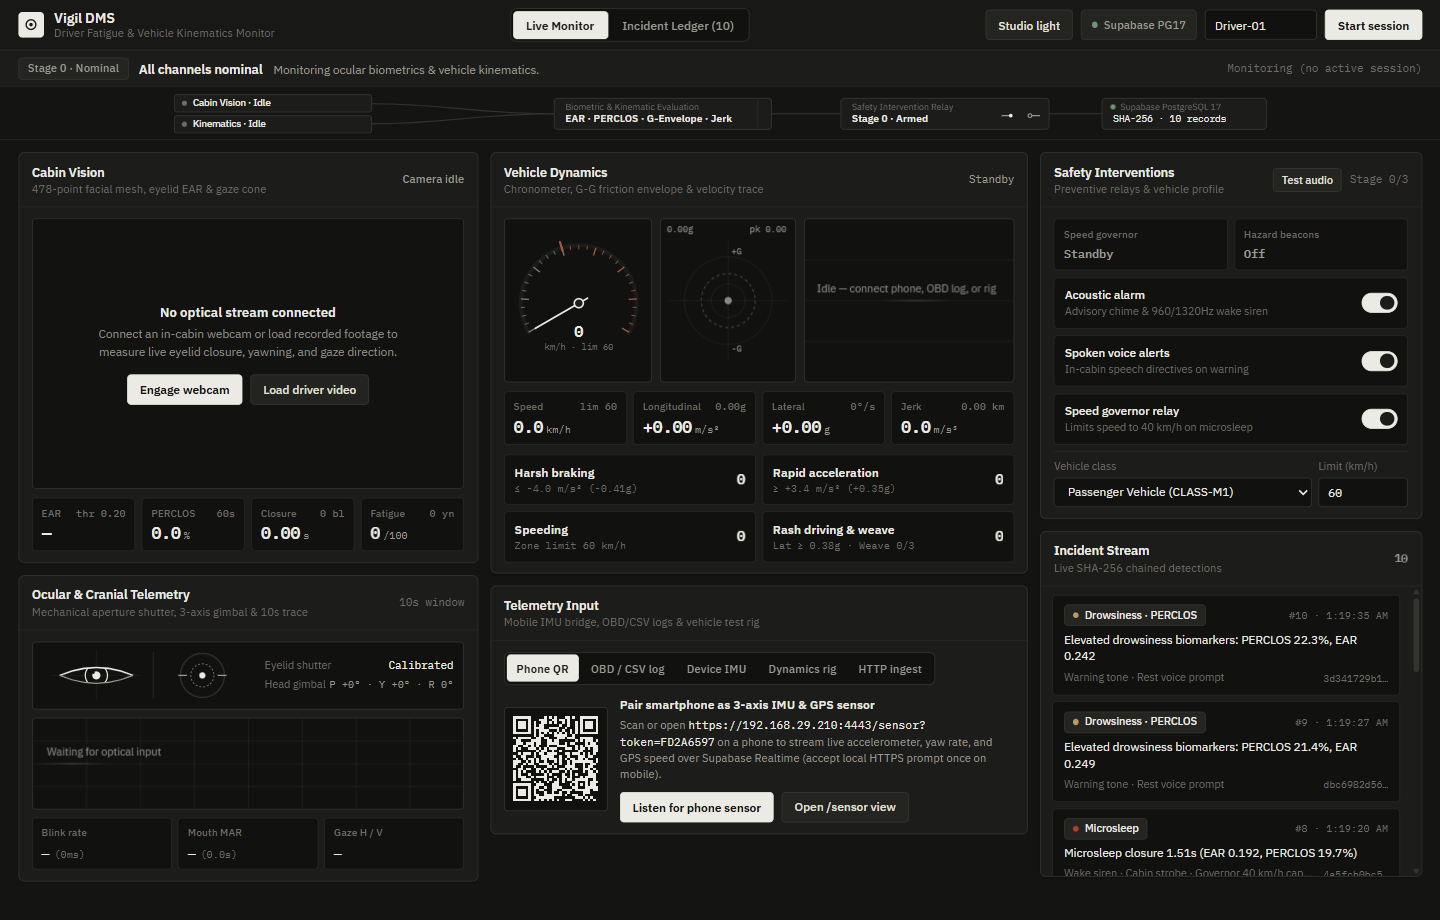 Vigil DMS
Driver Fatigue & Vehicle Kinematics Monitor
Live Monitor
Incident Ledger (10)
Studio light
Supabase PG17
Driver-01
Start session
Stage 0 · Nominal
All channels nominal
Monitoring ocular biometrics & vehicle kinematics.
Monitoring (no active session)
Cabin Vision · Idle
Kinematics · Idle
Biometric & Kinematic Evaluation
EAR · PERCLOS · G-Envelope · Jerk
Safety Intervention Relay
Stage 0 · Armed
Supabase PostgreSQL 17
SHA-256 · 10 records
Cabin Vision
478-point facial mesh, eyelid EAR & gaze cone
Camera idle
No optical stream connected
Connect an in-cabin webcam or load recorded footage to
measure live eyelid closure, yawning, and gaze direction.
Engage webcam
Load driver video
EAR thr 0.20
—
PERCLOS 60s
0.0 %
Closure 0 bl
0.00 s
Fatigue 0 yn
0 /100
Ocular & Cranial Telemetry
Mechanical aperture shutter, 3-axis gimbal & 10s trace
10s window
Eyelid shutter Calibrated
Head gimbal P +0° · Y +0° · R 0°
Waiting for optical input
Blink rate
— (0ms)
Mouth MAR
— (0.0s)
Gaze H / V
—
Vehicle Dynamics
Chronometer, G-G friction envelope & velocity trace
Standby
0
km/h · lim 60
0.00g pk 0.00
+G
-G
Idle — connect phone, OBD log, or rig
Speed lim 60
0.0 km/h
Longitudinal 0.00g
+0.00 m/s²
Lateral 0°/s
+0.00 g
Jerk 0.00 km
0.0 m/s³
Harsh braking
≤ -4.0 m/s² (-0.41g)
0
Rapid acceleration
≥ +3.4 m/s² (+0.35g)
0
Speeding
Zone limit 60 km/h
0
Rash driving & weave
Lat ≥ 0.38g · Weave 0/3
0
Telemetry Input
Mobile IMU bridge, OBD/CSV logs & vehicle test rig
Phone QR
OBD / CSV log
Device IMU
Dynamics rig
HTTP ingest
Pair smartphone as 3-axis IMU & GPS sensor
Scan or open https://192.168.29.210:4443/sensor?
token=FD2A6597 on a phone to stream live accelerometer, yaw rate, and
GPS speed over Supabase Realtime (accept local HTTPS prompt once on
mobile).
Listen for phone sensor
Open /sensor view
Safety Interventions
Preventive relays & vehicle profile
Test audio
Stage 0/3
Speed governor
Standby
Hazard beacons
Off
Acoustic alarm
Advisory chime & 960/1320Hz wake siren
Spoken voice alerts
In-cabin speech directives on warning
Speed governor relay
Limits speed to 40 km/h on microsleep
Vehicle class
Passenger Vehicle (CLASS-M1)
Limit (km/h)
60
Incident Stream
Live SHA-256 chained detections
10
Drowsiness · PERCLOS
#10 · 1:19:35 AM
Elevated drowsiness biomarkers: PERCLOS 22.3%, EAR
0.242
Warning tone · Rest voice prompt
3d341729b1…
Drowsiness · PERCLOS
#9 · 1:19:27 AM
Elevated drowsiness biomarkers: PERCLOS 21.4%, EAR
0.249
Warning tone · Rest voice prompt
dbc6982d56…
Microsleep
#8 · 1:19:20 AM
Microsleep closure 1.51s (EAR 0.192, PERCLOS 19.7%)
Wake siren · Cabin strobe · Governor 40 km/h cap…
4e5fcb0bc5…